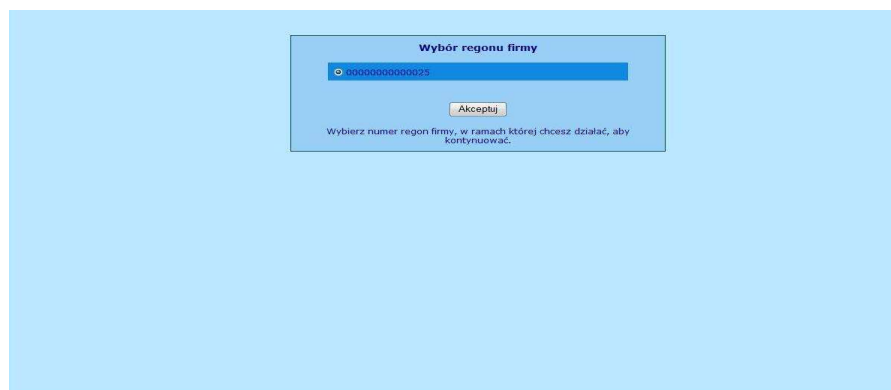 Wybór regonu firmy
00000000000025
Akceptuj
Wybierz numer regon firmy, w ramach której chcesz działać, aby
kontynuować.